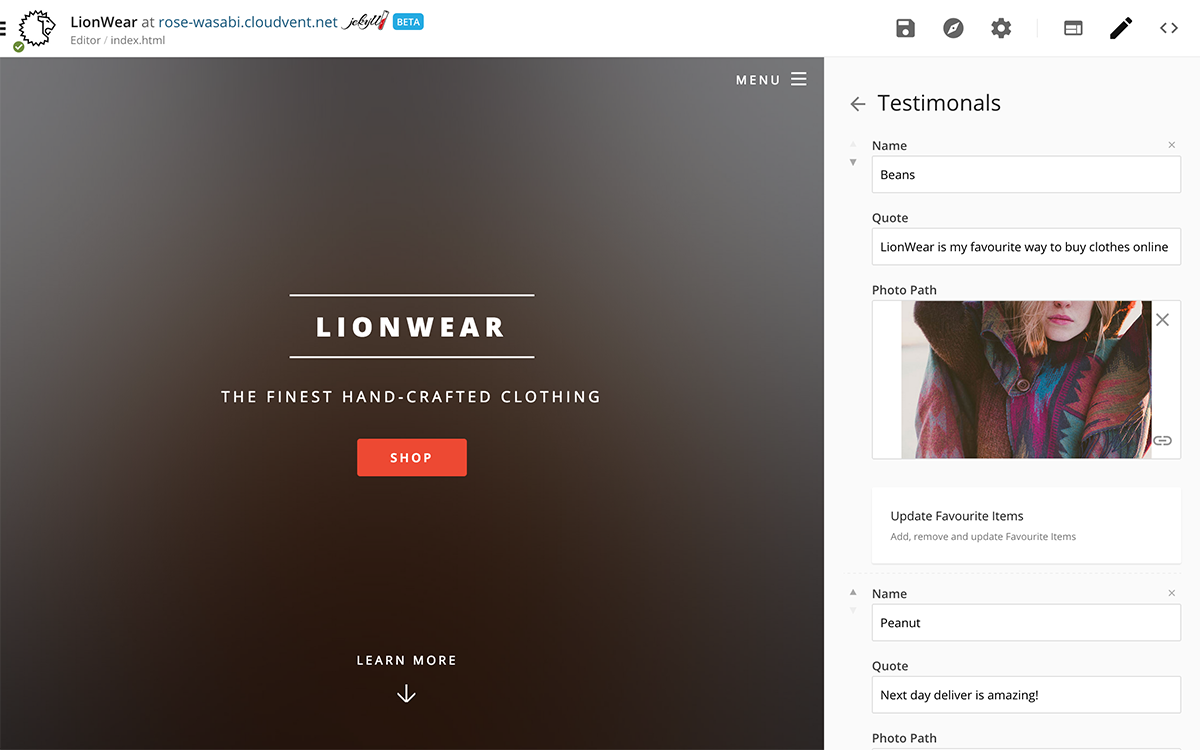 LionWear at rose-wasabi.cloudvent.net jekyll BETA
Editor / index.html
MENU
LIONWEAR
THE FINEST HAND-CRAFTED CLOTHING
SHOP
LEARN MORE
Testimonals
Name
Beans
Quote
LionWear is my favourite way to buy clothes online
Photo Path
Update Favourite Items
Add, remove and update Favourite Items
Name
Peanut
Quote
Next day deliver is amazing!
Photo Path